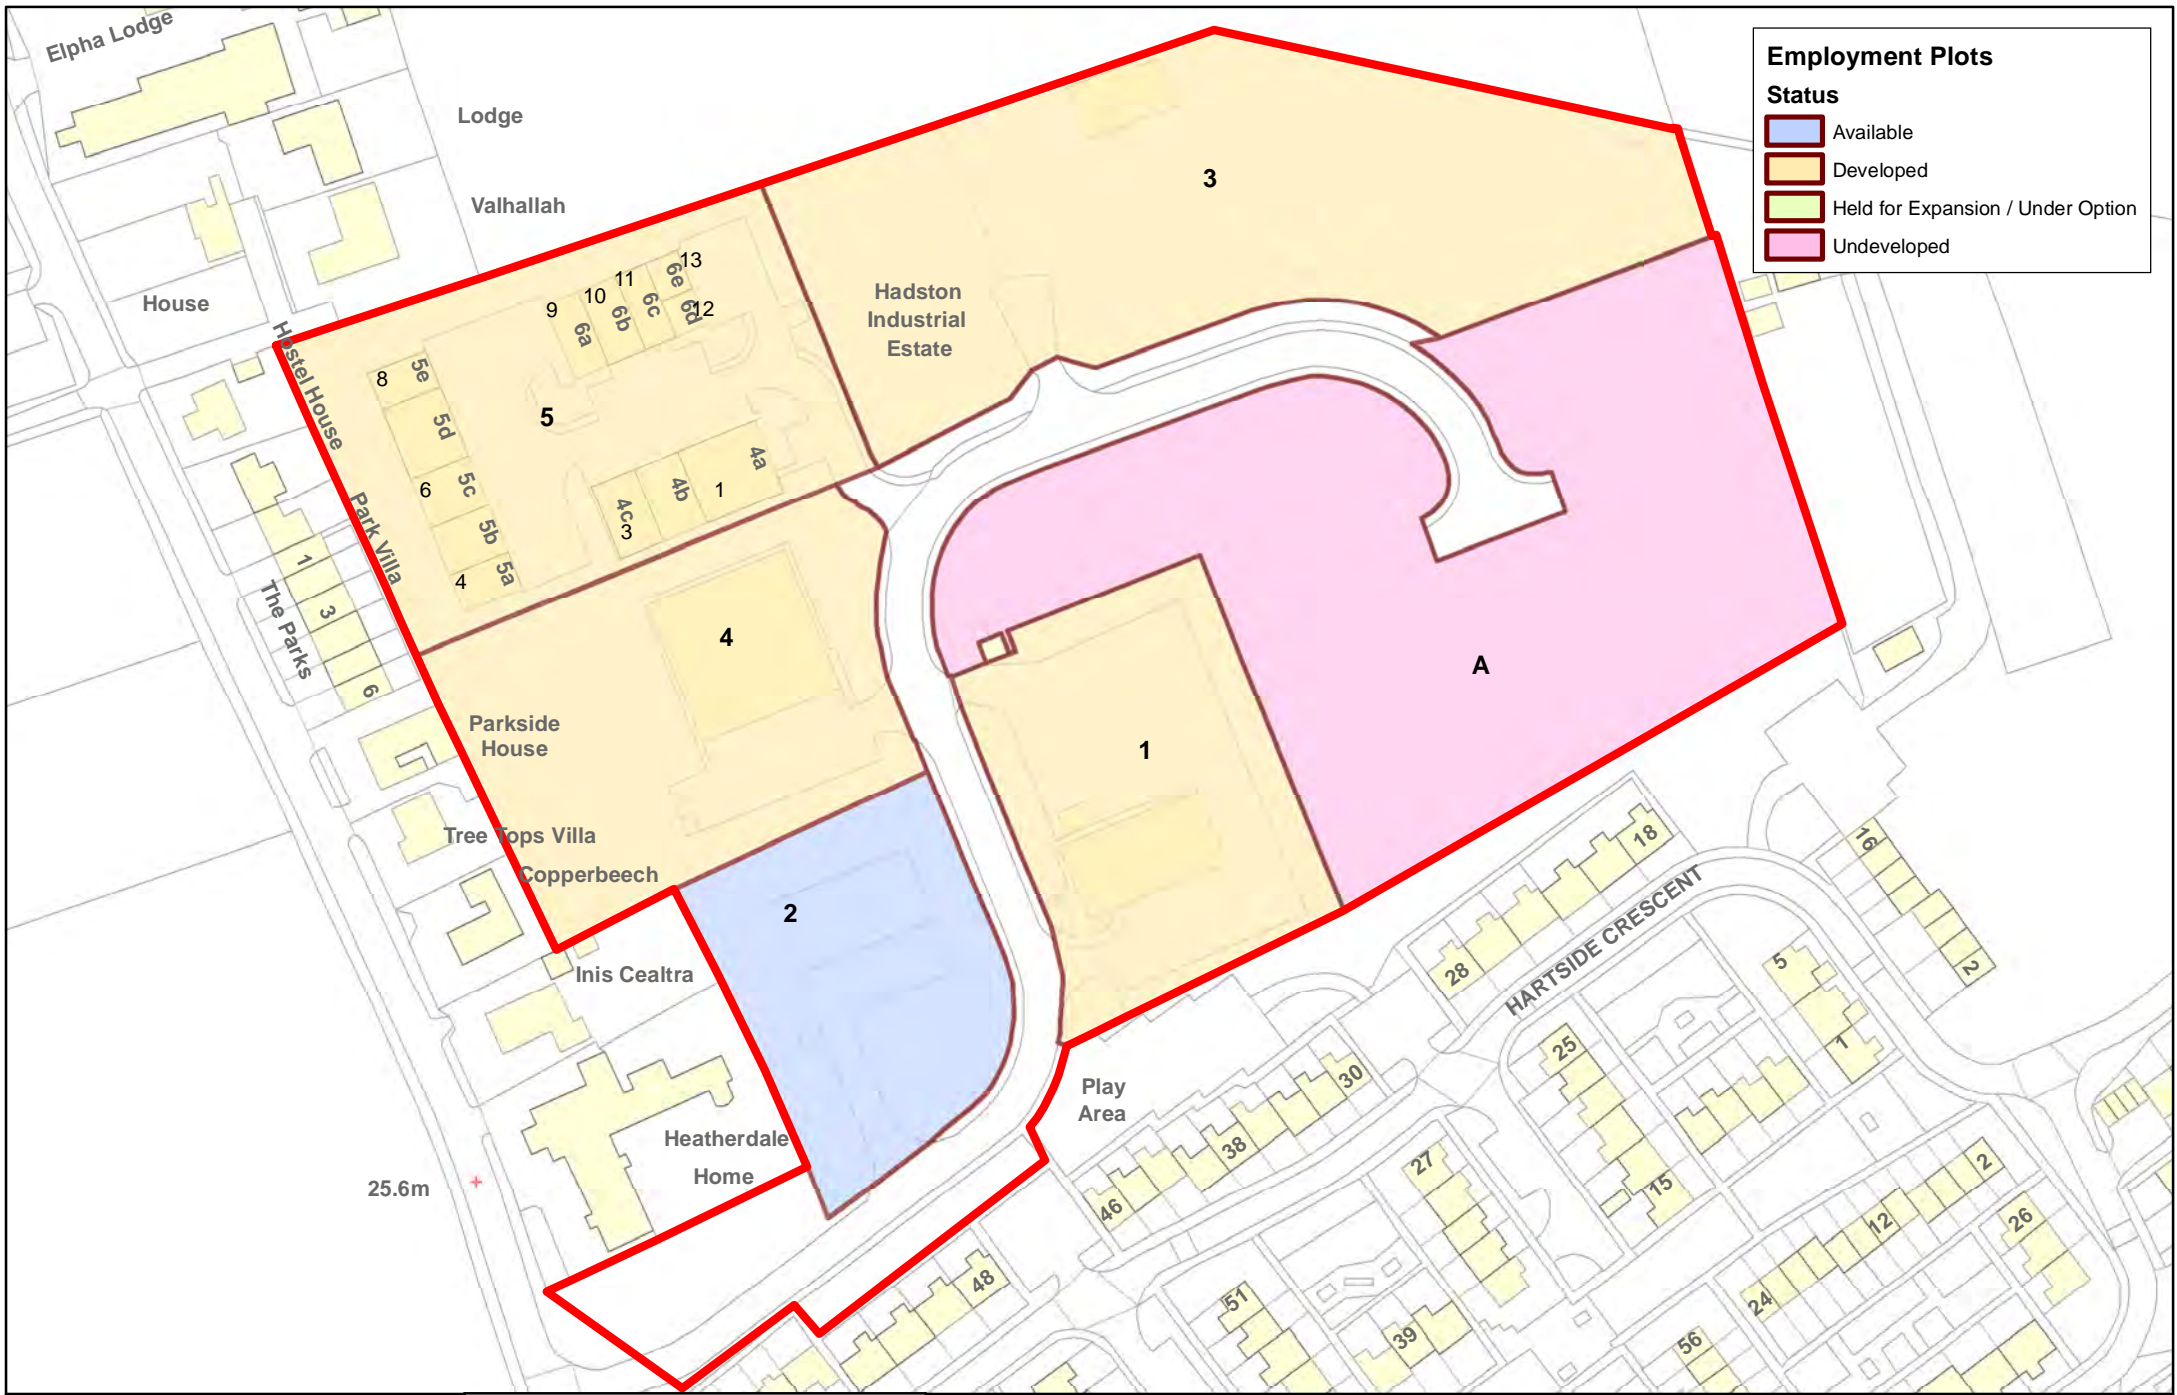 Elpha Lodge
Lodge
Valhallah
House
Hostel House
Park Villa
The Parks
1
3
6
Parkside
House
Tree Tops Villa
Copperbeech
Inis Cealtra
Heatherdale
Home
25.6m
Employment Plots
Status
Available
Developed
Held for Expansion / Under Option
Undeveloped
3
Hadston
Industrial
Estate
9
10
11
13
12
6a
6b
6c
6e
6d
8
5e
5d
5
6
5c
5b
4
5a
4a
4b
4c
1
3
4
A
1
2
Play
Area
HARTSIDE CRESCENT
18
28
16
2
5
1
25
15
30
38
46
27
2
12
24
26
48
51
39
56